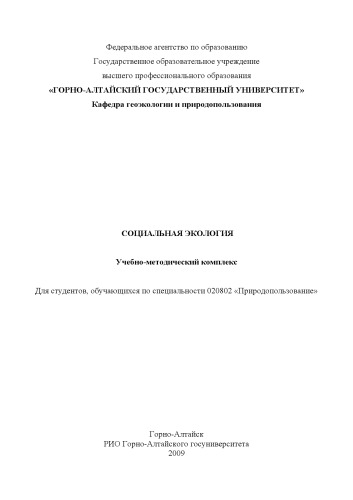 Федеральное агентство по образованию
Государственное образовательное учреждение
высшего профессионального образования
«ГОРНО-АЛТАЙСКИЙ ГОСУДАРСТВЕННЫЙ УНИВЕРСИТЕТ»
Кафедра геоэкологии и природопользования
СОЦИАЛЬНАЯ ЭКОЛОГИЯ
Учебно-методический комплекс
Для студентов, обучающихся по специальности 020802 «Природопользование»
Горно-Алтайск
РИО Горно-Алтайского госуниверситета
2009